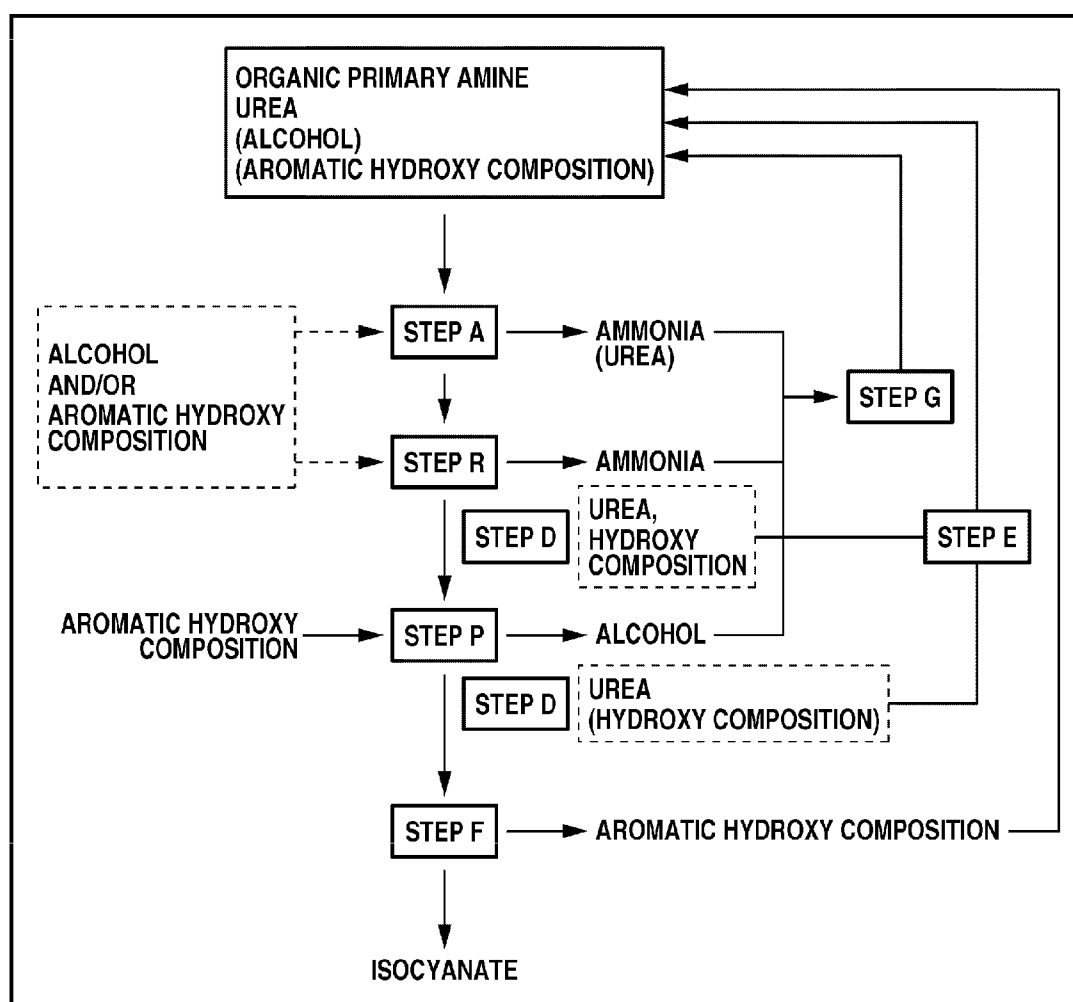 ORGANIC PRIMARY AMINE
UREA
(ALCOHOL)
(AROMATIC HYDROXY COMPOSITION)
ALCOHOL
AND/OR
AROMATIC HYDROXY
COMPOSITION
STEP A
AMMONIA
(UREA)
STEP G
STEP R
AMMONIA
STEP D
UREA,
HYDROXY
COMPOSITION
STEP E
AROMATIC HYDROXY
COMPOSITION
STEP P
ALCOHOL
STEP D
UREA
(HYDROXY COMPOSITION)
STEP F
AROMATIC HYDROXY COMPOSITION
ISOCYANATE